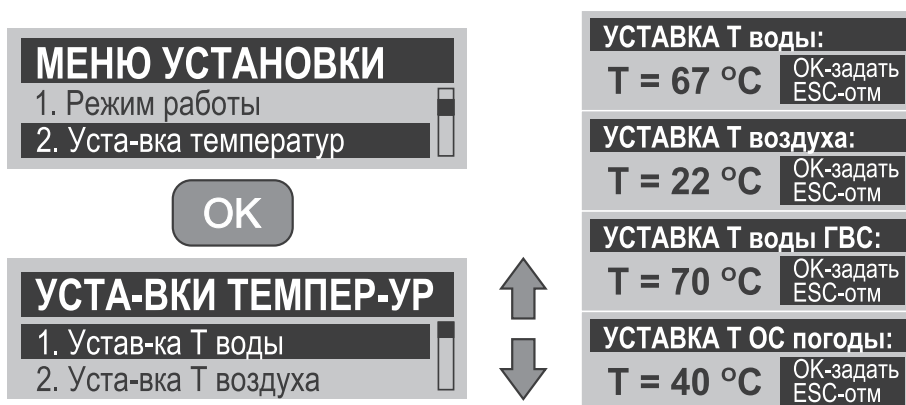 МЕНЮ УСТАНОВКИ
1. Режим работы
2. Уста-вка температур
OK
УСТА-ВКИ ТЕМПЕР-УР
1. Устав-ка Т воды
2. Уста-вка Т воздуха
УСТАВКА Т воды:
T = 67 °C
OK-задать
ESC-отм
УСТАВКА Т воздуха:
T = 22 °C
OK-задать
ESC-отм
УСТАВКА Т воды ГВС:
T = 70 °C
OK-задать
ESC-отм
УСТАВКА Т ОС погоды:
T = 40 °C
OK-задать
ESC-отм